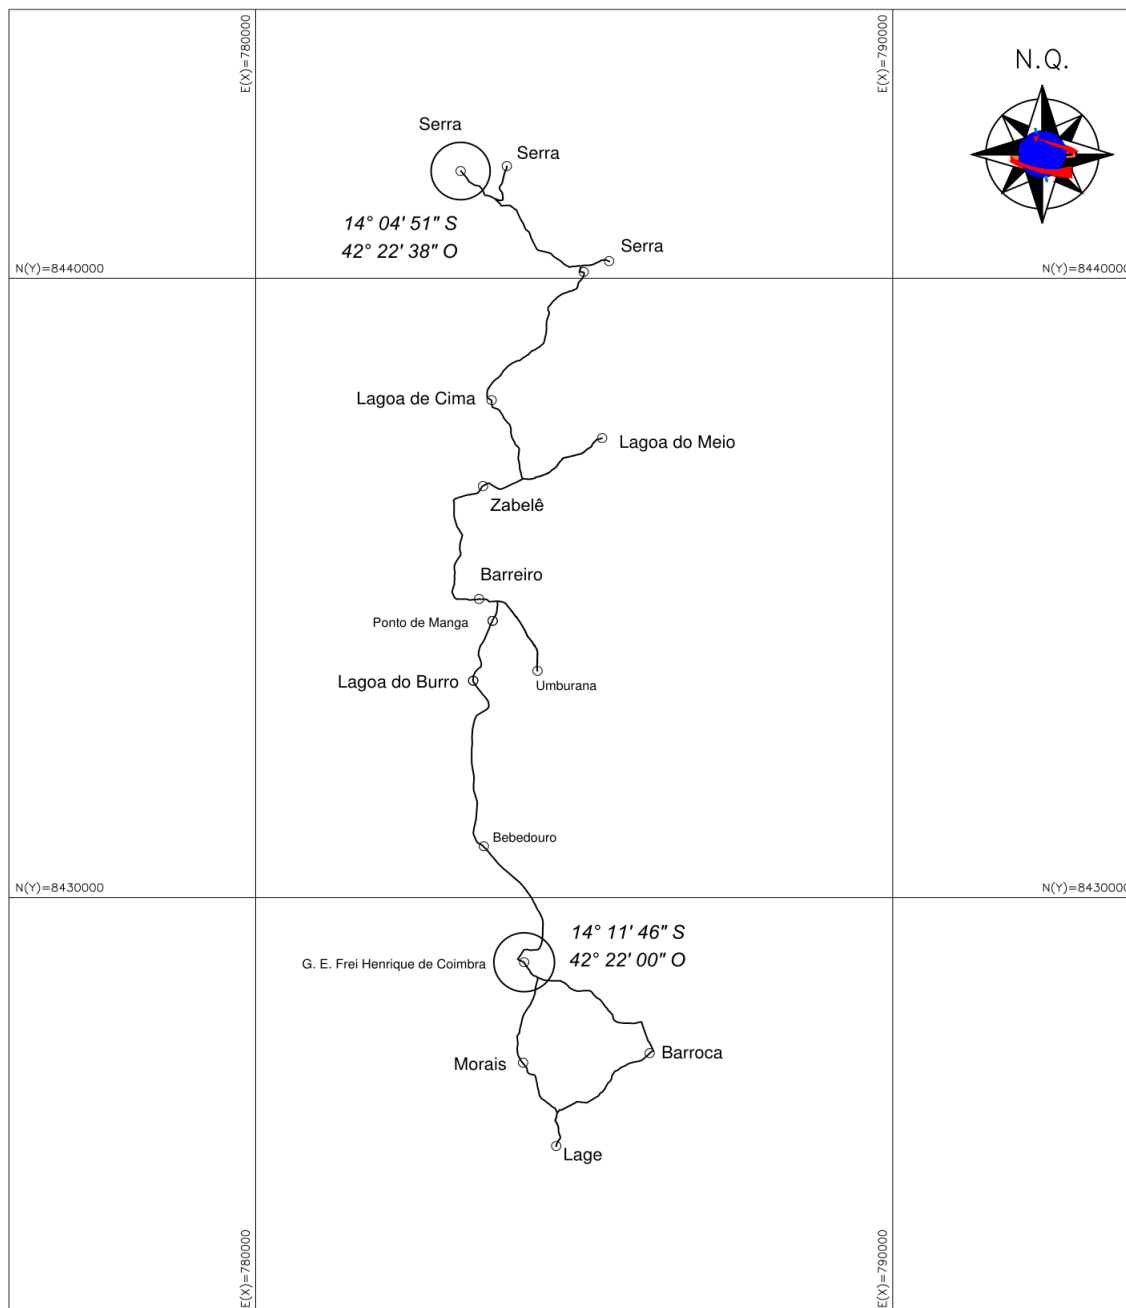 E(X)=780000
E(X)=790000
N.Q.
Serra
Serra
14° 04' 51" S
42° 22' 38" O
Serra
N(Y)=8440000
N(Y)=8440000
Lagoa de Cima
Lagoa do Meio
Zabelê
Barreiro
Ponto de Manga
Lagoa do Burro
Umburana
Bebedouro
N(Y)=8430000
N(Y)=8430000
14° 11' 46" S
42° 22' 00" O
G. E. Frei Henrique de Coimbra
Barroca
Morais
Lage
E(X)=780000
E(X)=790000